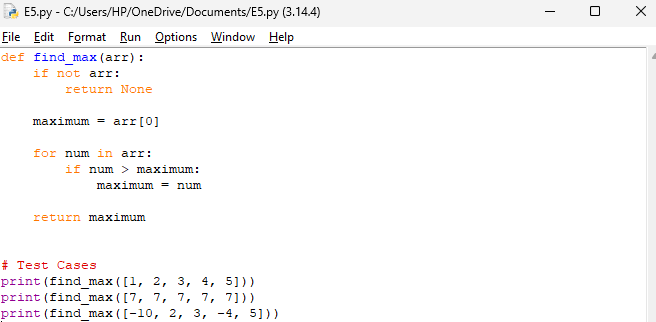 E5.py - C:/Users/HP/OneDrive/Documents/E5.py (3.14.4)
File Edit Format Run Options Window Help
def find_max(arr):
    if not arr:
        return None

    maximum = arr[0]

    for num in arr:
        if num > maximum:
            maximum = num

    return maximum


# Test Cases
print(find_max([1, 2, 3, 4, 5]))
print(find_max([7, 7, 7, 7, 7]))
print(find_max([-10, 2, 3, -4, 5]))